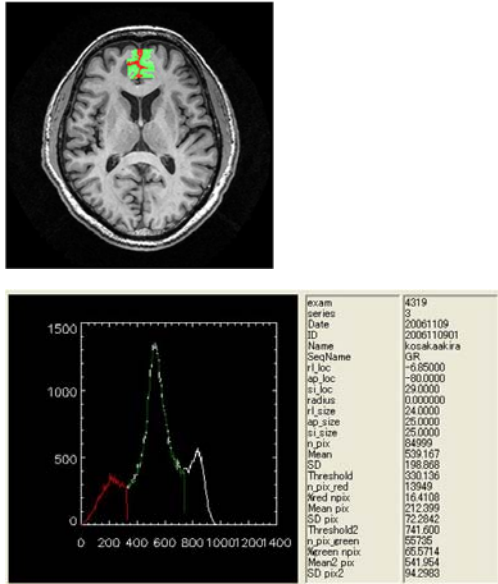 1500
1000
500
0
0 200 400 600 800 1000 1200 1400
exam 4319
series 3
Date 20061109
ID 2006110901
Name kosakaakira
SeqName GR
rl_loc -6.85000
ap_loc -80.0000
si_loc 29.0000
radius 0.000000
rl_size 24.0000
ap_size 25.0000
si_size 25.0000
n_pix 84999
Mean 539.167
SD 198.868
Threshold 330.136
n_pix_red 13949
%red npix 16.4108
Mean pix 212.399
SD pix 72.2842
Threshold2 741.600
n_pix_green 55735
%green npix 65.5714
Mean2 pix 541.954
SD pix2 94.2983